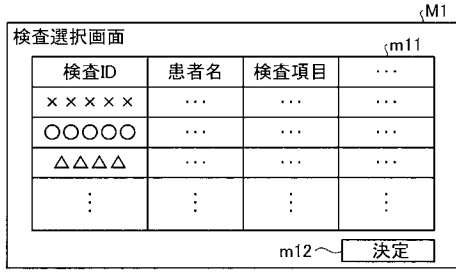 M1
検査選択画面
m11
検査ID 患者名 検査項目 ···
××××× ··· ··· ···
○○○○○ ··· ··· ···
△△△△ ··· ··· ···
⋮ ⋮ ⋮ ⋮
m12 決定